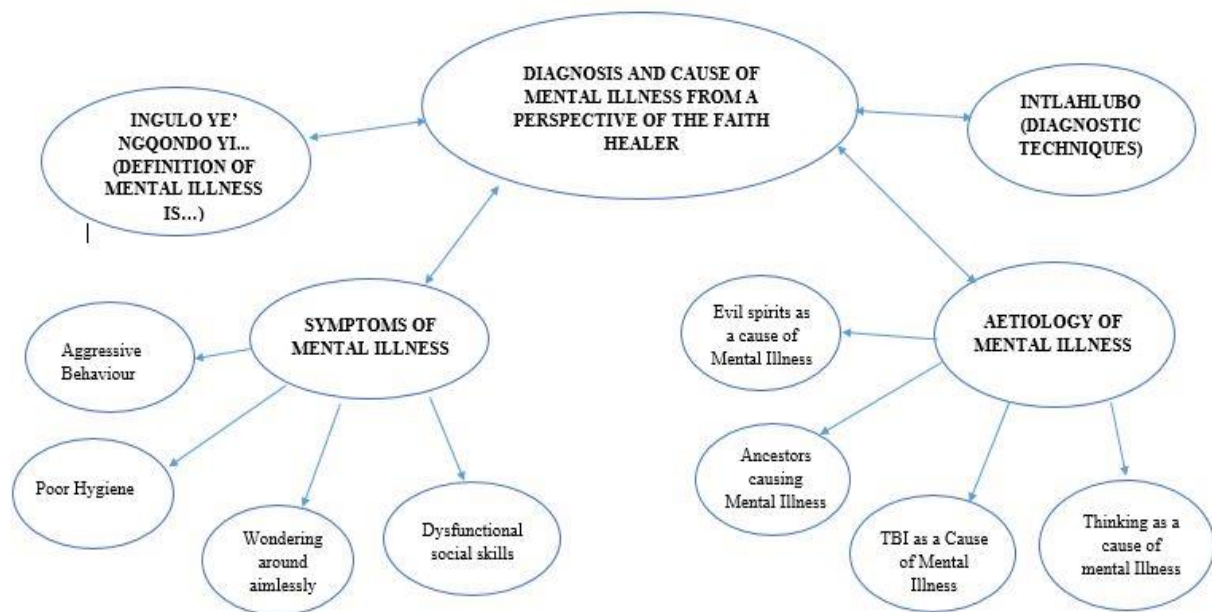 DIAGNOSIS AND CAUSE OF
MENTAL ILLNESS FROM A
PERSPECTIVE OF THE FAITH
HEALER
INGULO YE’
NGQONDO YI...
(DEFINITION OF
MENTAL ILLNESS
IS...)
INTLAHLUBO
(DIAGNOSTIC
TECHNIQUES)
SYMPTOMS OF
MENTAL ILLNESS
Aggressive
Behaviour
Poor Hygiene
Wondering
around
aimlessly
Dysfunctional
social skills
AETIOLOGY OF
MENTAL ILLNESS
Evil spirits as
a cause of
Mental Illness
Ancestors
causing
Mental Illness
TBI as a Cause
of Mental
Illness
Thinking as a
cause of
mental Illness